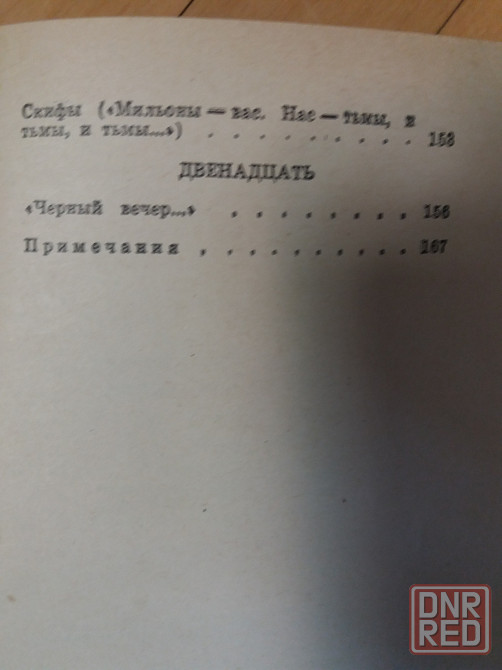 Скифы («Мильоны — вас. Нас — тьмы, и
тьмы, и тьмы...») . . . . . . . . . 153
ДВЕНАДЦАТЬ
«Черный вечер...» . . . . . . . . 156
Примечания . . . . . . . . . 167
DNR
RED